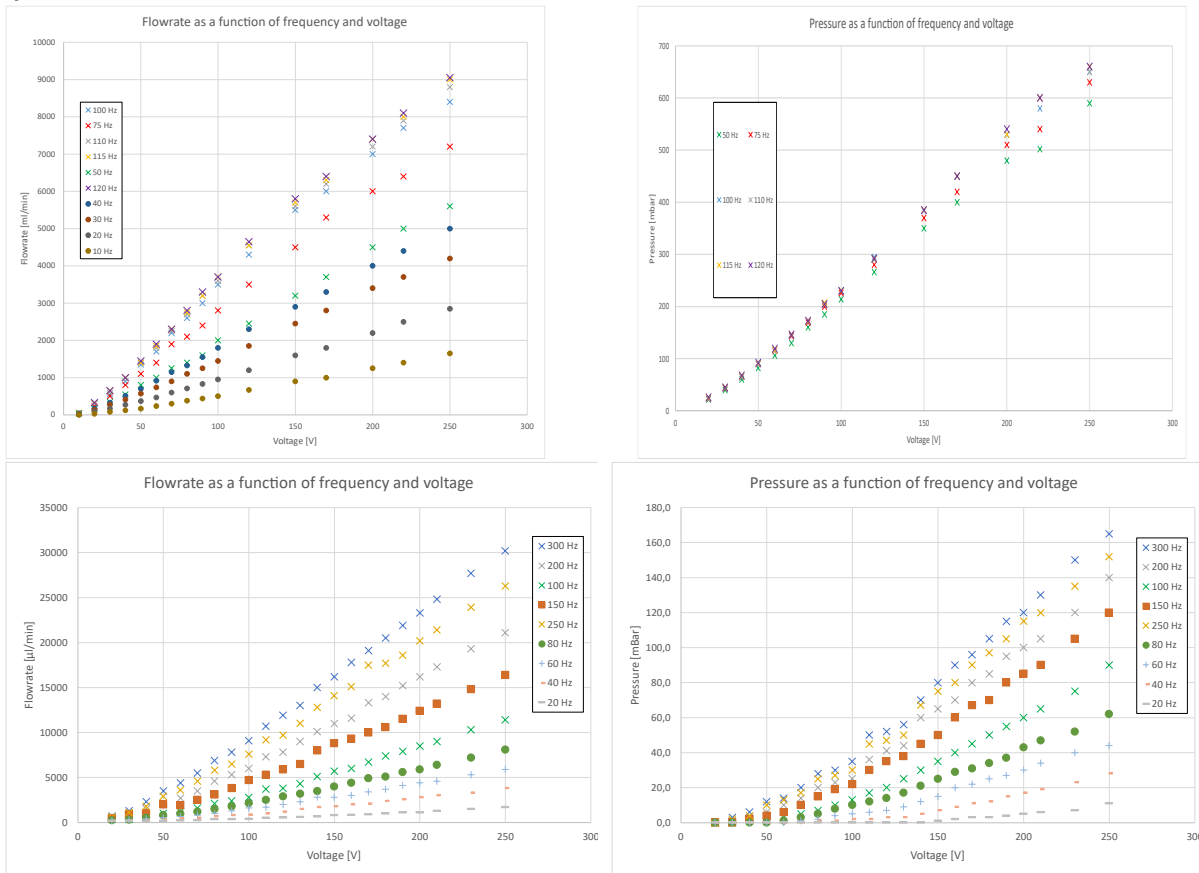 Flowrate as a function of frequency and voltage
10000
9000
8000
7000
6000
5000
4000
3000
2000
1000
0
Flowrate [ml/min]
100 Hz
75 Hz
110 Hz
115 Hz
50 Hz
120 Hz
40 Hz
30 Hz
20 Hz
10 Hz
0 50 100 150 200 250 300
Voltage [V]
Pressure as a function of frequency and voltage
700
600
500
400
300
200
100
0
Pressure [mbar]
50 Hz 75 Hz
100 Hz 110 Hz
115 Hz 120 Hz
0 50 100 150 200 250 300
Voltage [V]
Flowrate as a function of frequency and voltage
35000
30000
25000
20000
15000
10000
5000
0
Flowrate [µl/min]
300 Hz
200 Hz
100 Hz
150 Hz
250 Hz
80 Hz
60 Hz
40 Hz
20 Hz
0 50 100 150 200 250 300
Voltage [V]
Pressure as a function of frequency and voltage
180,0
160,0
140,0
120,0
100,0
80,0
60,0
40,0
20,0
0,0
Pressure [mBar]
300 Hz
200 Hz
100 Hz
150 Hz
250 Hz
80 Hz
60 Hz
40 Hz
20 Hz
0 50 100 150 200 250 300
Voltage [V]